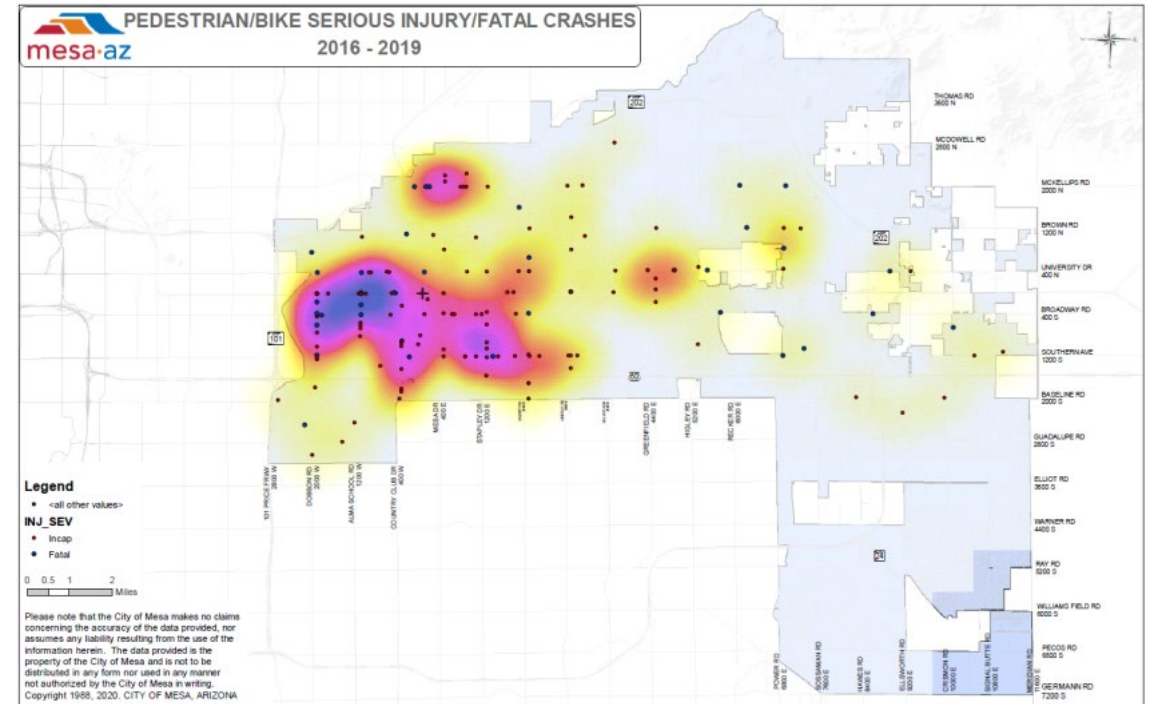 mesa·az
PEDESTRIAN/BIKE SERIOUS INJURY/FATAL CRASHES
2016 - 2019
202
THOMAS RD
3600 N
MCDOWELL RD
2800 N
MCKELLIPS RD
2000 N
BROWN RD
1200 N
202
UNIVERSITY DR
400 N
BROADWAY RD
400 S
101
SOUTHERN AVE
1200 S
60
BASELINE RD
2000 S
GUADALUPE RD
2800 S
ELLIOT RD
3600 S
WARNER RD
4400 S
24
RAY RD
5200 S
WILLIAMS FIELD RD
6000 S
PECOS RD
6800 S
GERMANN RD
7200 S
101 PRICE FRWY
2800 W
DOBSON RD
2000 W
ALMA SCHOOL RD
1200 W
COUNTRY CLUB DR
400 W
MESA DR
400 E
STAPLEY DR
1200 E
GREENFIELD RD
4400 E
HIGLEY RD
5200 E
RECKER RD
6000 E
POWER RD
6800 E
SOSSAMAN RD
7600 E
HAWES RD
8400 E
ELLSWORTH RD
9200 E
CRISMON RD
10000 E
SIGNAL BUTTE RD
10800 E
MERIDIAN RD
11600 E
Legend
<all other values>
INJ_SEV
Incap
Fatal
0 0.5 1 2
Miles
Please note that the City of Mesa makes no claims
concerning the accuracy of the data provided, nor
assumes any liability resulting from the use of the
information herein. The data provided is the
property of the City of Mesa and is not to be
distributed in any form nor used in any manner
not authorized by the City of Mesa in writing.
Copyright 1988, 2020. CITY OF MESA, ARIZONA